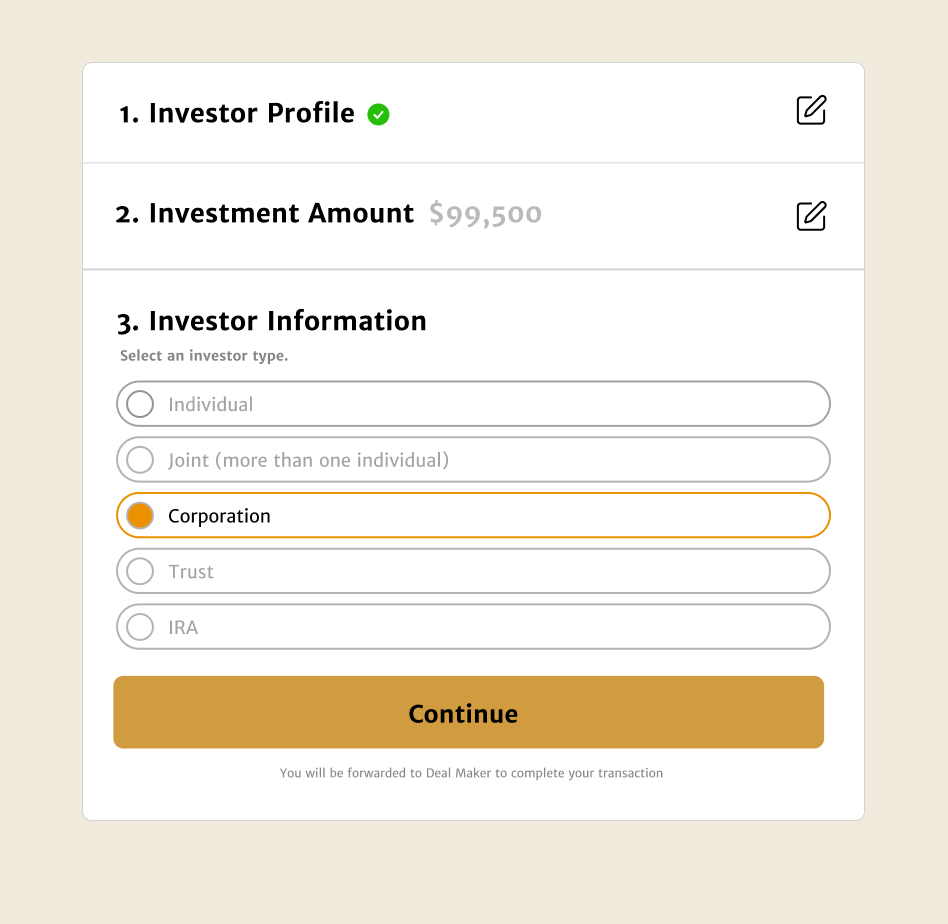 1. Investor Profile
2. Investment Amount $99,500
3. Investor Information
Select an investor type.
Individual
Joint (more than one individual)
Corporation
Trust
IRA
Continue
You will be forwarded to Deal Maker to complete your transaction